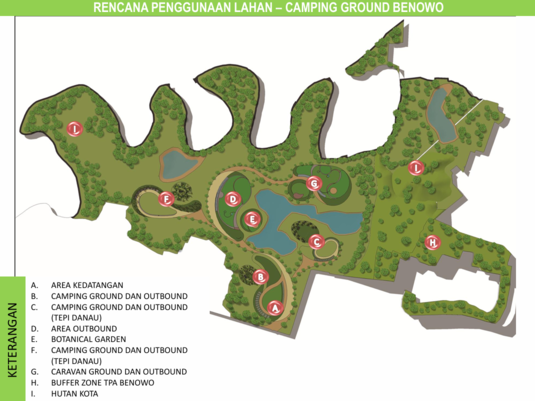 RENCANA PENGGUNAAN LAHAN – CAMPING GROUND BENOWO
I
I
F
D
G
E
C
H
B
A
KETERANGAN
A. AREA KEDATANGAN
B. CAMPING GROUND DAN OUTBOUND
C. CAMPING GROUND DAN OUTBOUND
(TEPI DANAU)
D. AREA OUTBOUND
E. BOTANICAL GARDEN
F. CAMPING GROUND DAN OUTBOUND
(TEPI DANAU)
G. CARAVAN GROUND DAN OUTBOUND
H. BUFFER ZONE TPA BENOWO
I. HUTAN KOTA